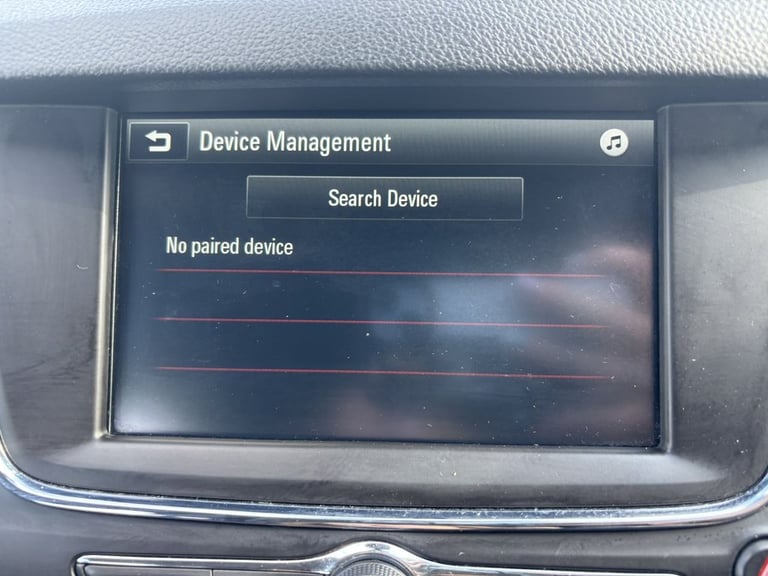 Device Management
Search Device
No paired device